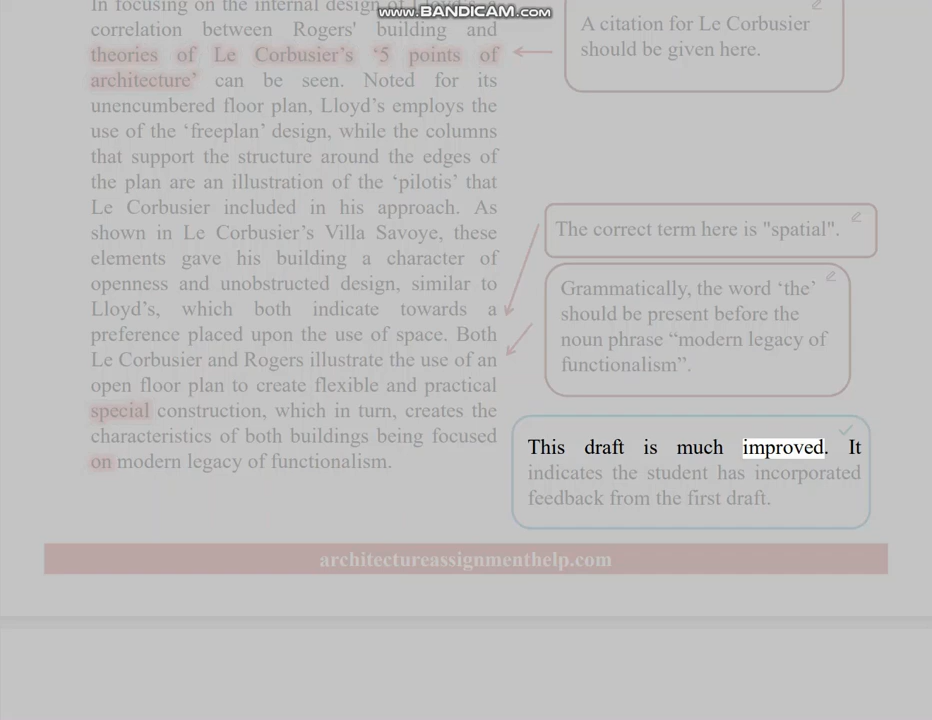 www.BANDICAM.com
In focusing on the internal design of Lloyd's a
correlation between Rogers' building and
theories of Le Corbusier’s ‘5 points of
architecture’ can be seen. Noted for its
unencumbered floor plan, Lloyd’s employs the
use of the ‘freeplan’ design, while the columns
that support the structure around the edges of
the plan are an illustration of the ‘pilotis’ that
Le Corbusier included in his approach. As
shown in Le Corbusier’s Villa Savoye, these
elements gave his building a character of
openness and unobstructed design, similar to
Lloyd’s, which both indicate towards a
preference placed upon the use of space. Both
Le Corbusier and Rogers illustrate the use of an
open floor plan to create flexible and practical
special construction, which in turn, creates the
characteristics of both buildings being focused
on modern legacy of functionalism.
A citation for Le Corbusier
should be given here.
The correct term here is "spatial".
Grammatically, the word ‘the’
should be present before the
noun phrase “modern legacy of
functionalism”.
This draft is much improved. It
indicates the student has incorporated
feedback from the first draft.
architectureassignmenthelp.com